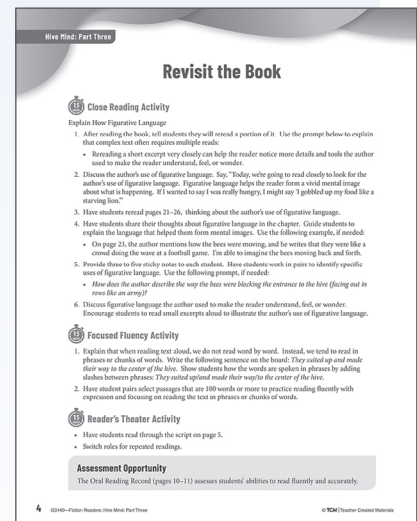 Hive Mind: Part Three
Revisit the Book
15
Close Reading Activity
Explain How Figurative Language
1. After reading the book, tell students they will reread a portion of it. Use the prompt below to explain
that complex text often requires multiple reads:
• Rereading a short excerpt very closely can help the reader notice more details and tools the author
used to make the reader understand, feel, or wonder.
2. Discuss the author's use of figurative language. Say, "Today, we're going to read closely to look for the
author's use of figurative language. Figurative language helps the reader form a vivid mental image
about what is happening. If I wanted to say I was really hungry, I might say 'I gobbled up my food like a
starving lion."
3. Have students reread pages 21–26, thinking about the author's use of figurative language.
4. Have students share their thoughts about figurative language in the chapter. Guide students to
explain the language that helped them form mental images. Use the following example, if needed:
• On page 23, the author mentions how the bees were moving, and he writes that they were like a
crowd doing the wave at a football game. I'm able to imagine the bees moving back and forth.
5. Provide three to five sticky notes to each student. Have students work in pairs to identify specific
uses of figurative language. Use the following prompt, if needed:
• How does the author describe the way the bees were blocking the entrance to the hive (facing out in
rows like an army)?
6. Discuss figurative language the author used to make the reader understand, feel, or wonder.
Encourage students to read small excerpts aloud to illustrate the author's use of figurative language.
15
Focused Fluency Activity
1. Explain that when reading text aloud, we do not read word by word. Instead, we tend to read in
phrases or chunks of words. Write the following sentence on the board: They suited up and made
their way to the center of the hive. Show students how the words are spoken in phrases by adding
slashes between phrases: They suited up/and made their way/to the center of the hive.
2. Have student pairs select passages that are 100 words or more to practice reading fluently with
expression and focusing on reading the text in phrases or chunks of words.
15
Reader's Theater Activity
• Have students read through the script on page 5.
• Switch roles for repeated readings.
Assessment Opportunity
The Oral Reading Record (pages 10–11) assesses students' abilities to read fluently and accurately.
4 Fiction Readers: Hive Mind: Part Three
© TCM | Teacher Created Materials